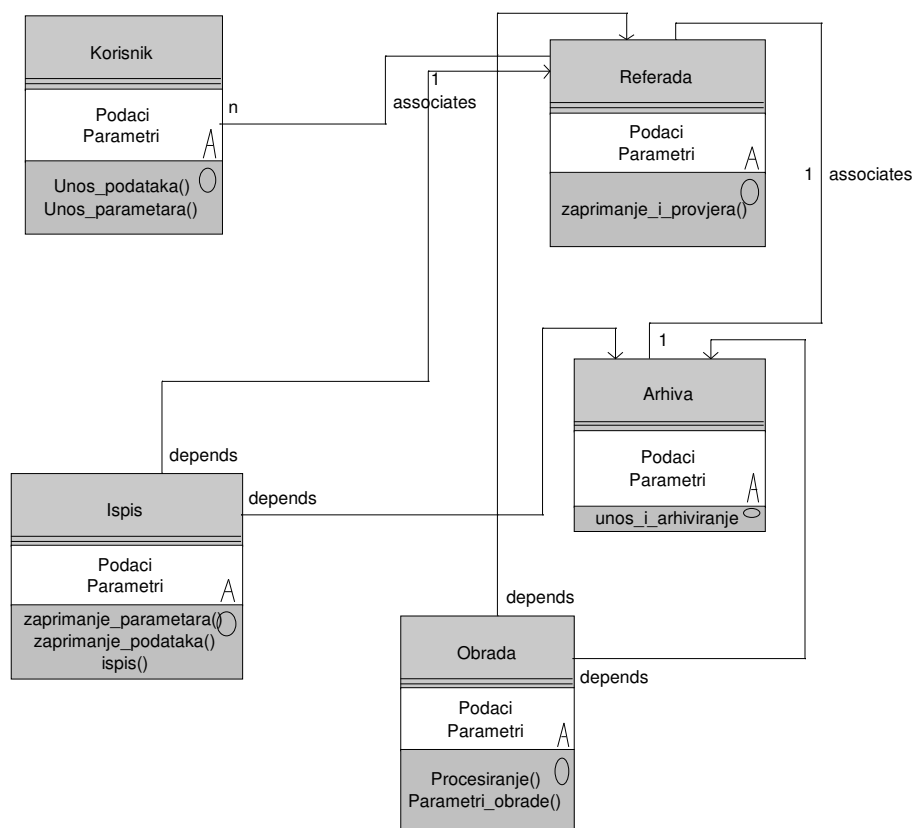 Korisnik
Podaci
Parametri
A
Unos_podataka()
Unos_parametara()
n
1
associates
Referada
Podaci
Parametri
A
zaprimanje_i_provjera()
1
associates
1
Arhiva
Podaci
Parametri
A
unos_i_arhiviranje
depends
depends
Ispis
Podaci
Parametri
A
zaprimanje_parametara()
zaprimanje_podataka()
ispis()
depends
depends
Obrada
Podaci
Parametri
A
Procesiranje()
Parametri_obrade()